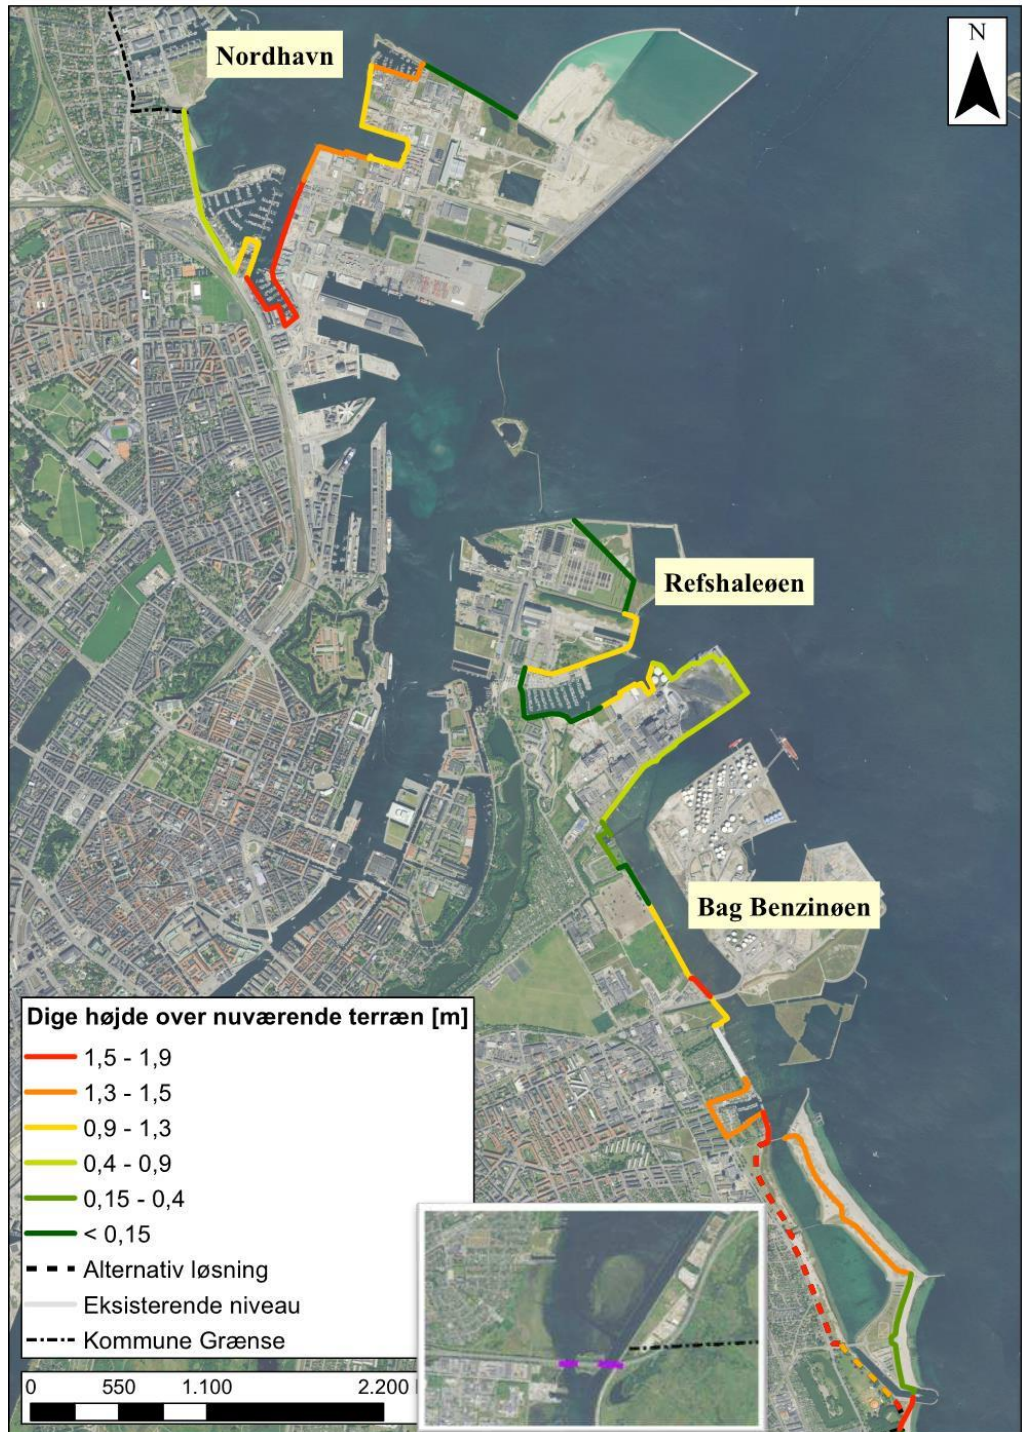 Nordhavn
N
Refshaleøen
Bag Benzinøen
Dige højde over nuværende terræn [m]
1,5 - 1,9
1,3 - 1,5
0,9 - 1,3
0,4 - 0,9
0,15 - 0,4
< 0,15
Alternativ løsning
Eksisterende niveau
Kommune Grænse
0 550 1.100 2.200